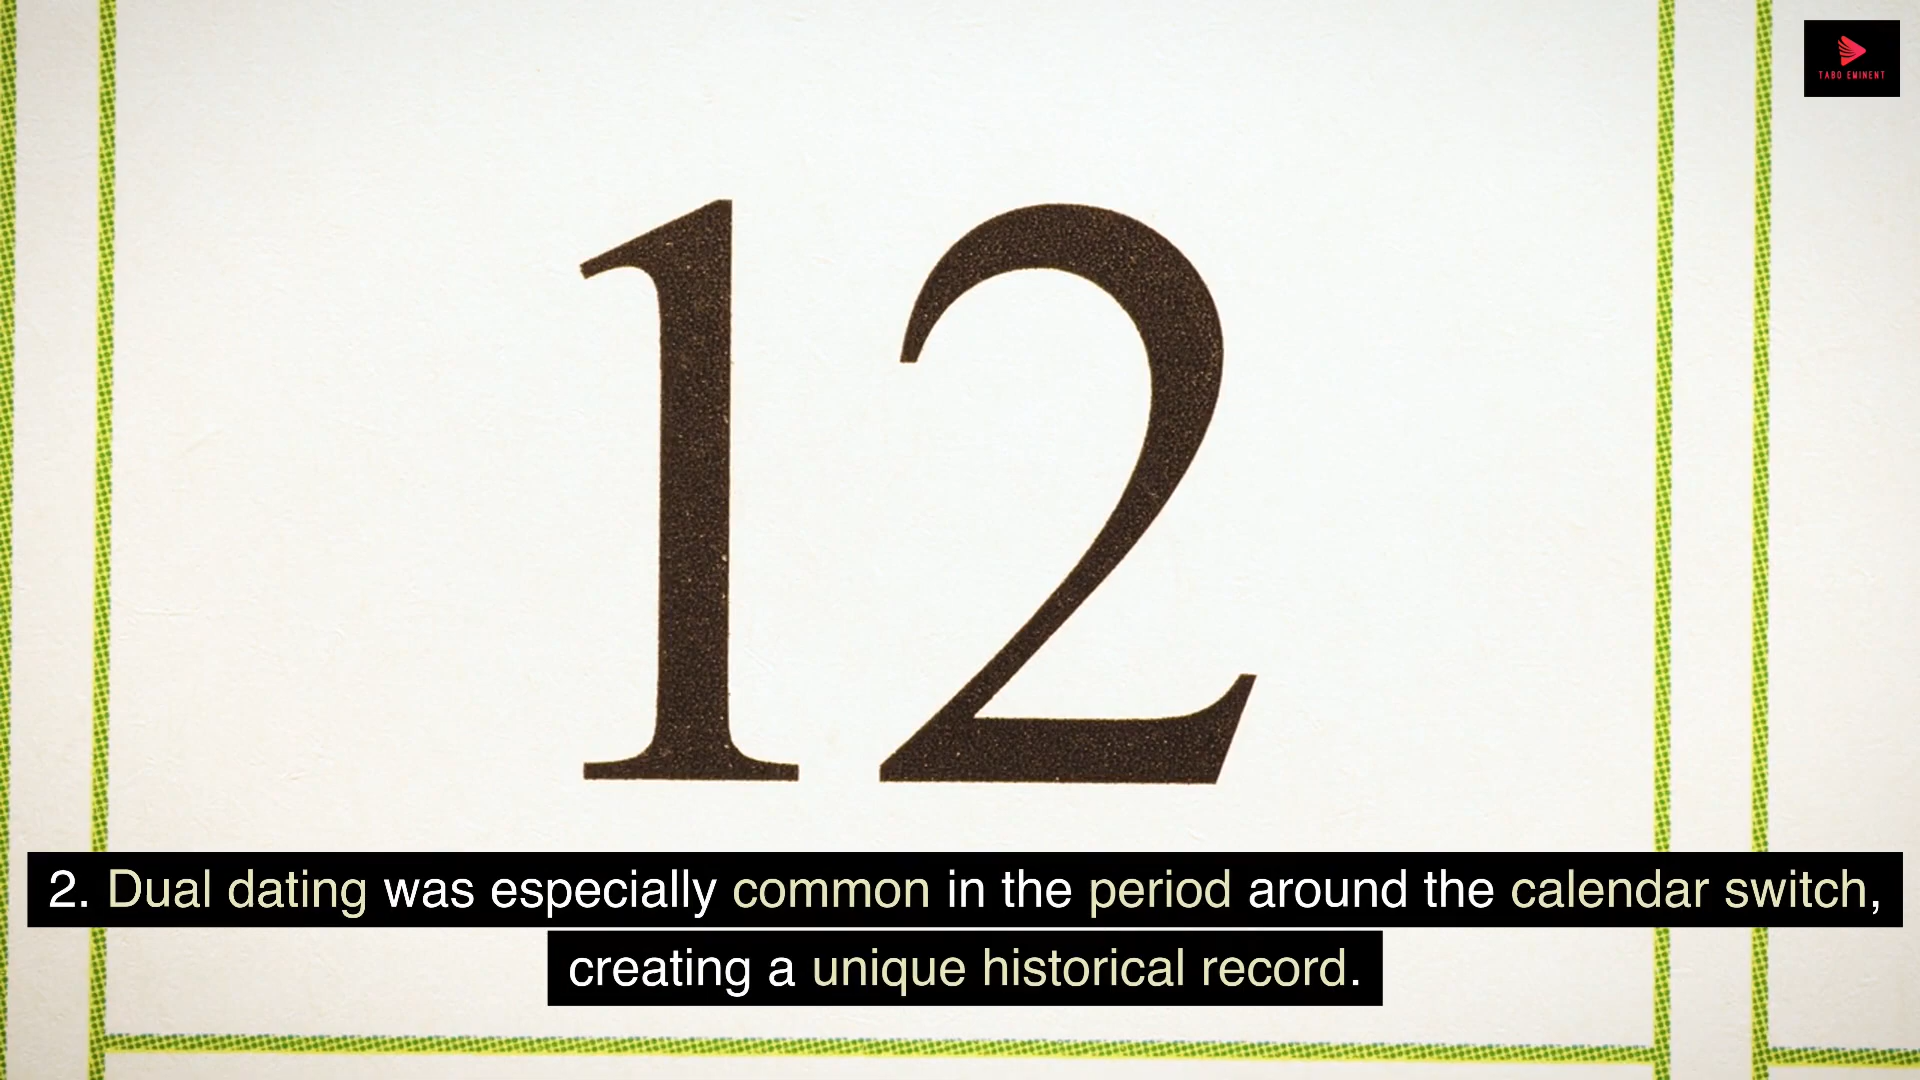 TABO EMINENT
12
2. Dual dating was especially common in the period around the calendar switch,
creating a unique historical record.